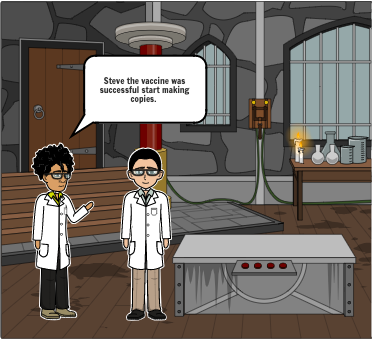 Steve the vaccine was
successful start making
copies.